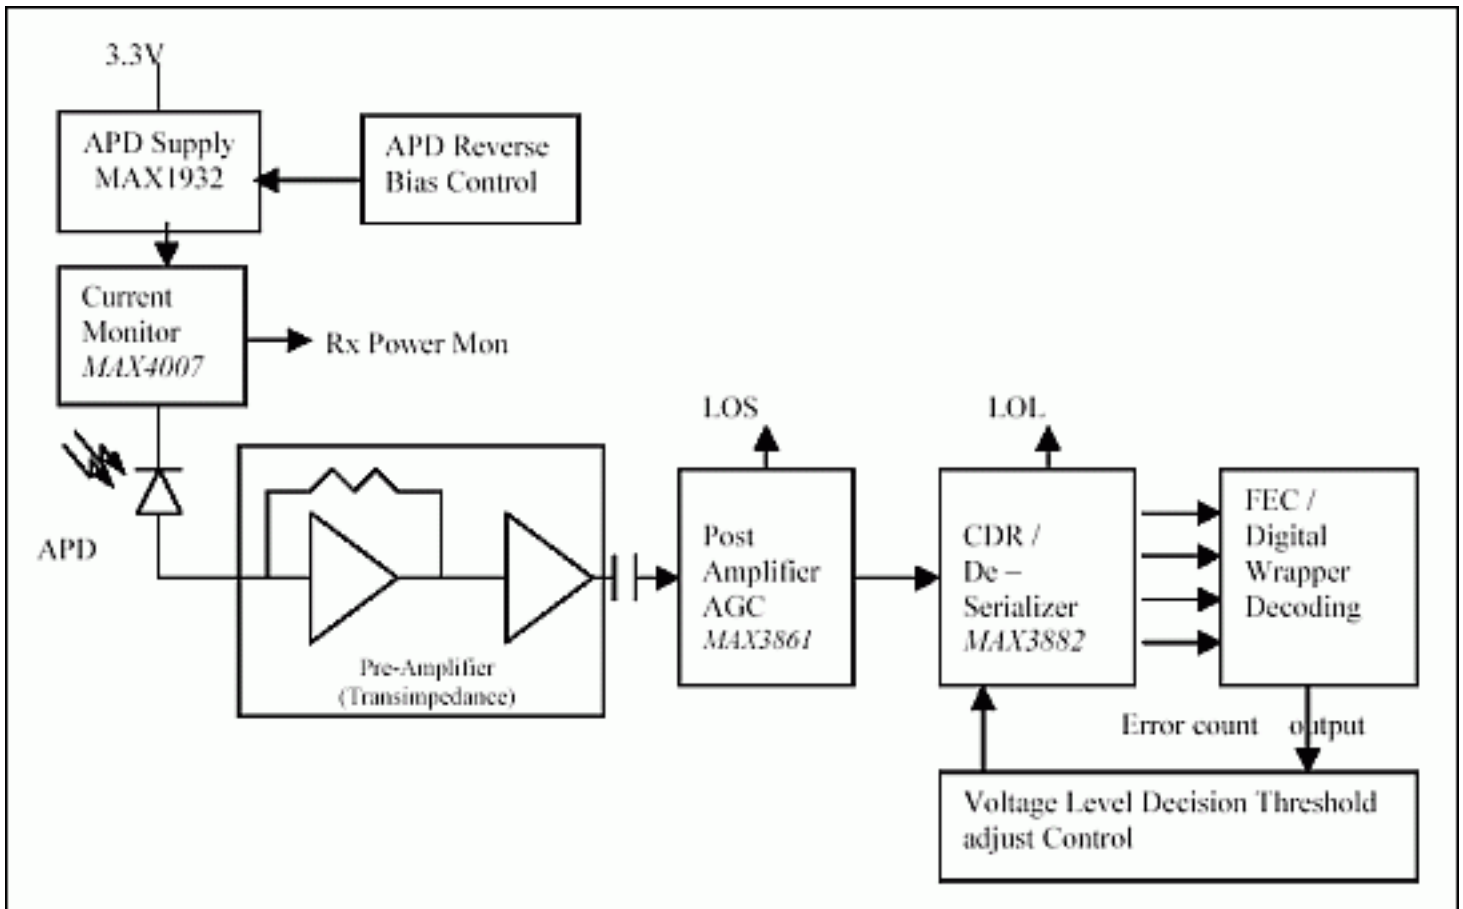 3.3V
APD Supply
MAX1932
APD Reverse
Bias Control
Current
Monitor
MAX4007
Rx Power Mon
APD
Pre-Amplifier
(Transimpedance)
LOS
Post
Amplifier
AGC
MAX3861
LOL
CDR /
De –
Serializer
MAX3882
FEC /
Digital
Wrapper
Decoding
Error count output
Voltage Level Decision Threshold
adjust Control